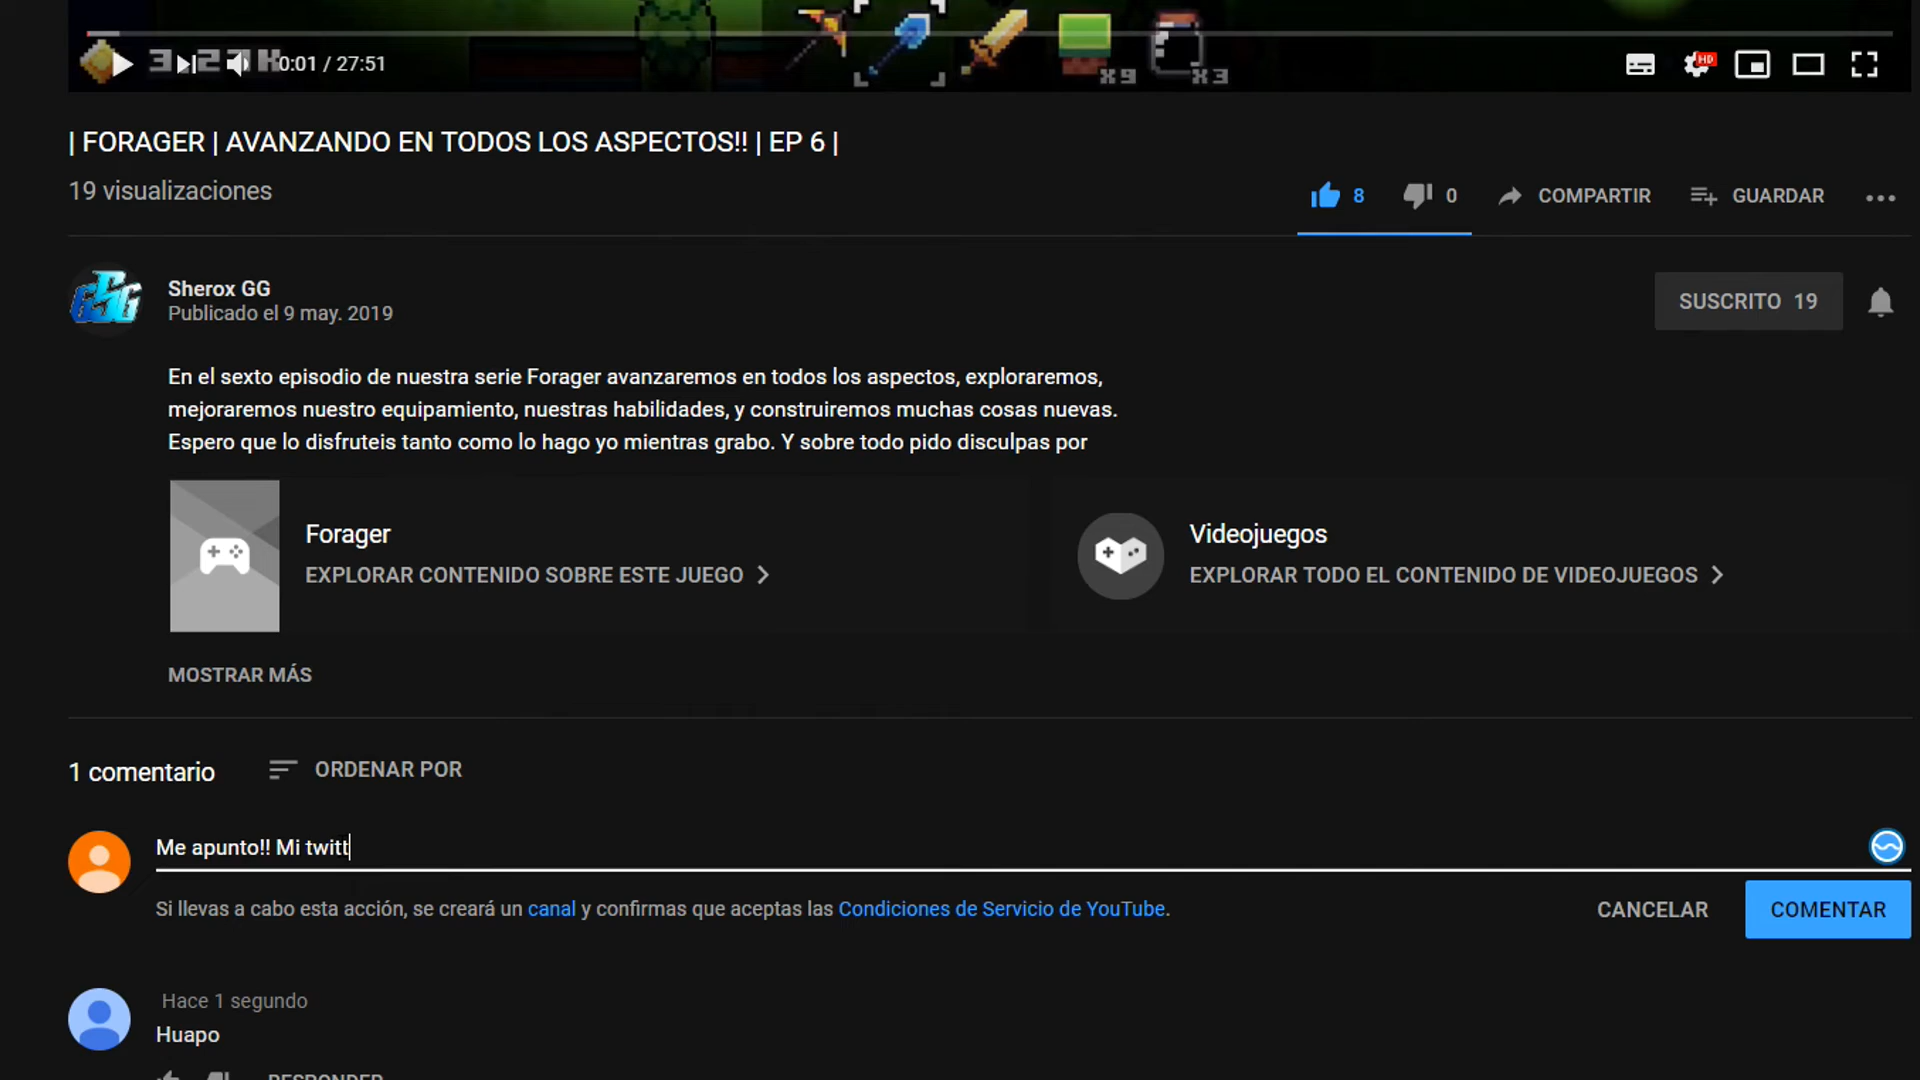 0:01 / 27:51
x9
x3
HD
| FORAGER | AVANZANDO EN TODOS LOS ASPECTOS!! | EP 6 |
19 visualizaciones
8
0
COMPARTIR
GUARDAR
Sherox GG
Publicado el 9 may. 2019
SUSCRITO 19
En el sexto episodio de nuestra serie Forager avanzaremos en todos los aspectos, exploraremos,
mejoraremos nuestro equipamiento, nuestras habilidades, y construiremos muchas cosas nuevas.
Espero que lo disfruteis tanto como lo hago yo mientras grabo. Y sobre todo pido disculpas por
Forager
EXPLORAR CONTENIDO SOBRE ESTE JUEGO
Videojuegos
EXPLORAR TODO EL CONTENIDO DE VIDEOJUEGOS
MOSTRAR MÁS
1 comentario
ORDENAR POR
Me apunto!! Mi twitt
Si llevas a cabo esta acción, se creará un canal y confirmas que aceptas las Condiciones de Servicio de YouTube.
CANCELAR
COMENTAR
Hace 1 segundo
Huapo
RESPONDER